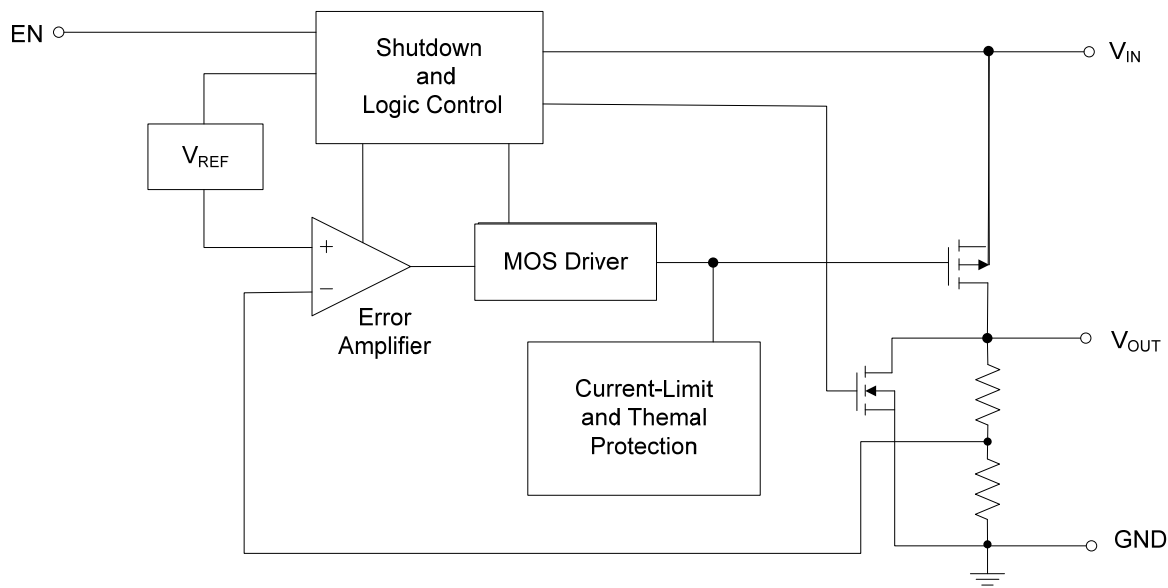 EN
Shutdown
and
Logic Control
VIN
VREF
+
−
Error
Amplifier
MOS Driver
VOUT
Current-Limit
and Themal
Protection
GND